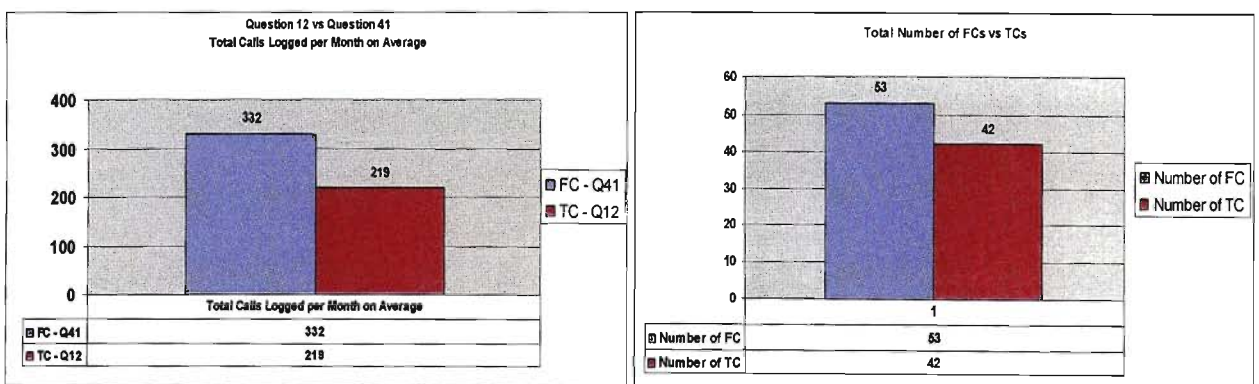 Question 12 vs Question 41
Total Calls Logged per Month on Average
400
300
200
100
0
332
219
Total Calls Logged per Month on Average
FC - Q41
332
TC - Q12
219
FC - Q41
TC - Q12
Total Number of FCs vs TCs
60
50
40
30
20
10
0
53
42
1
Number of FC
53
Number of TC
42
Number of FC
Number of TC